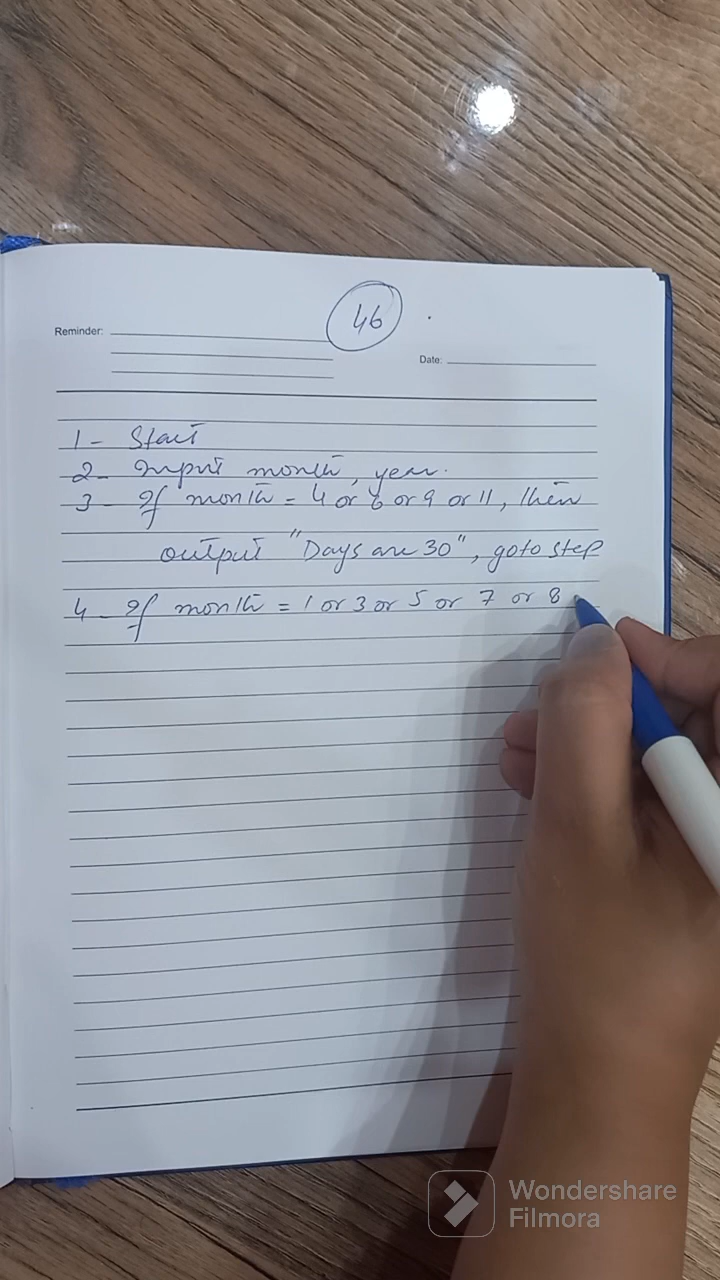 46
Reminder:
Date:
1- Start
2- Input month, year.
3- If month = 4 or 6 or 9 or 11, then
output "Days are 30", goto step
4- If month = 1 or 3 or 5 or 7 or 8
Wondershare
Filmora